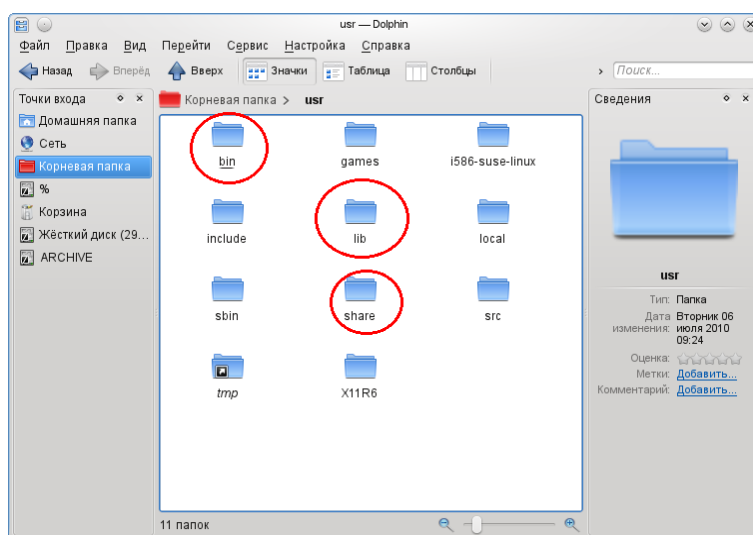 usr — Dolphin
Файл Правка Вид Перейти Сервис Настройка Справка
Назад Вперёд Вверх Значки Таблица Столбцы Поиск...
Точки входа
Домашняя папка
Сеть
Корневая папка
%
Корзина
Жёсткий диск (29...
ARCHIVE
Корневая папка > usr
bin games i586-suse-linux
include lib local
sbin share src
tmp X11R6
11 папок
Сведения
usr
Тип: Папка
Дата изменения: Вторник 06 июля 2010 09:24
Оценка:
Метки: Добавить...
Комментарий: Добавить...